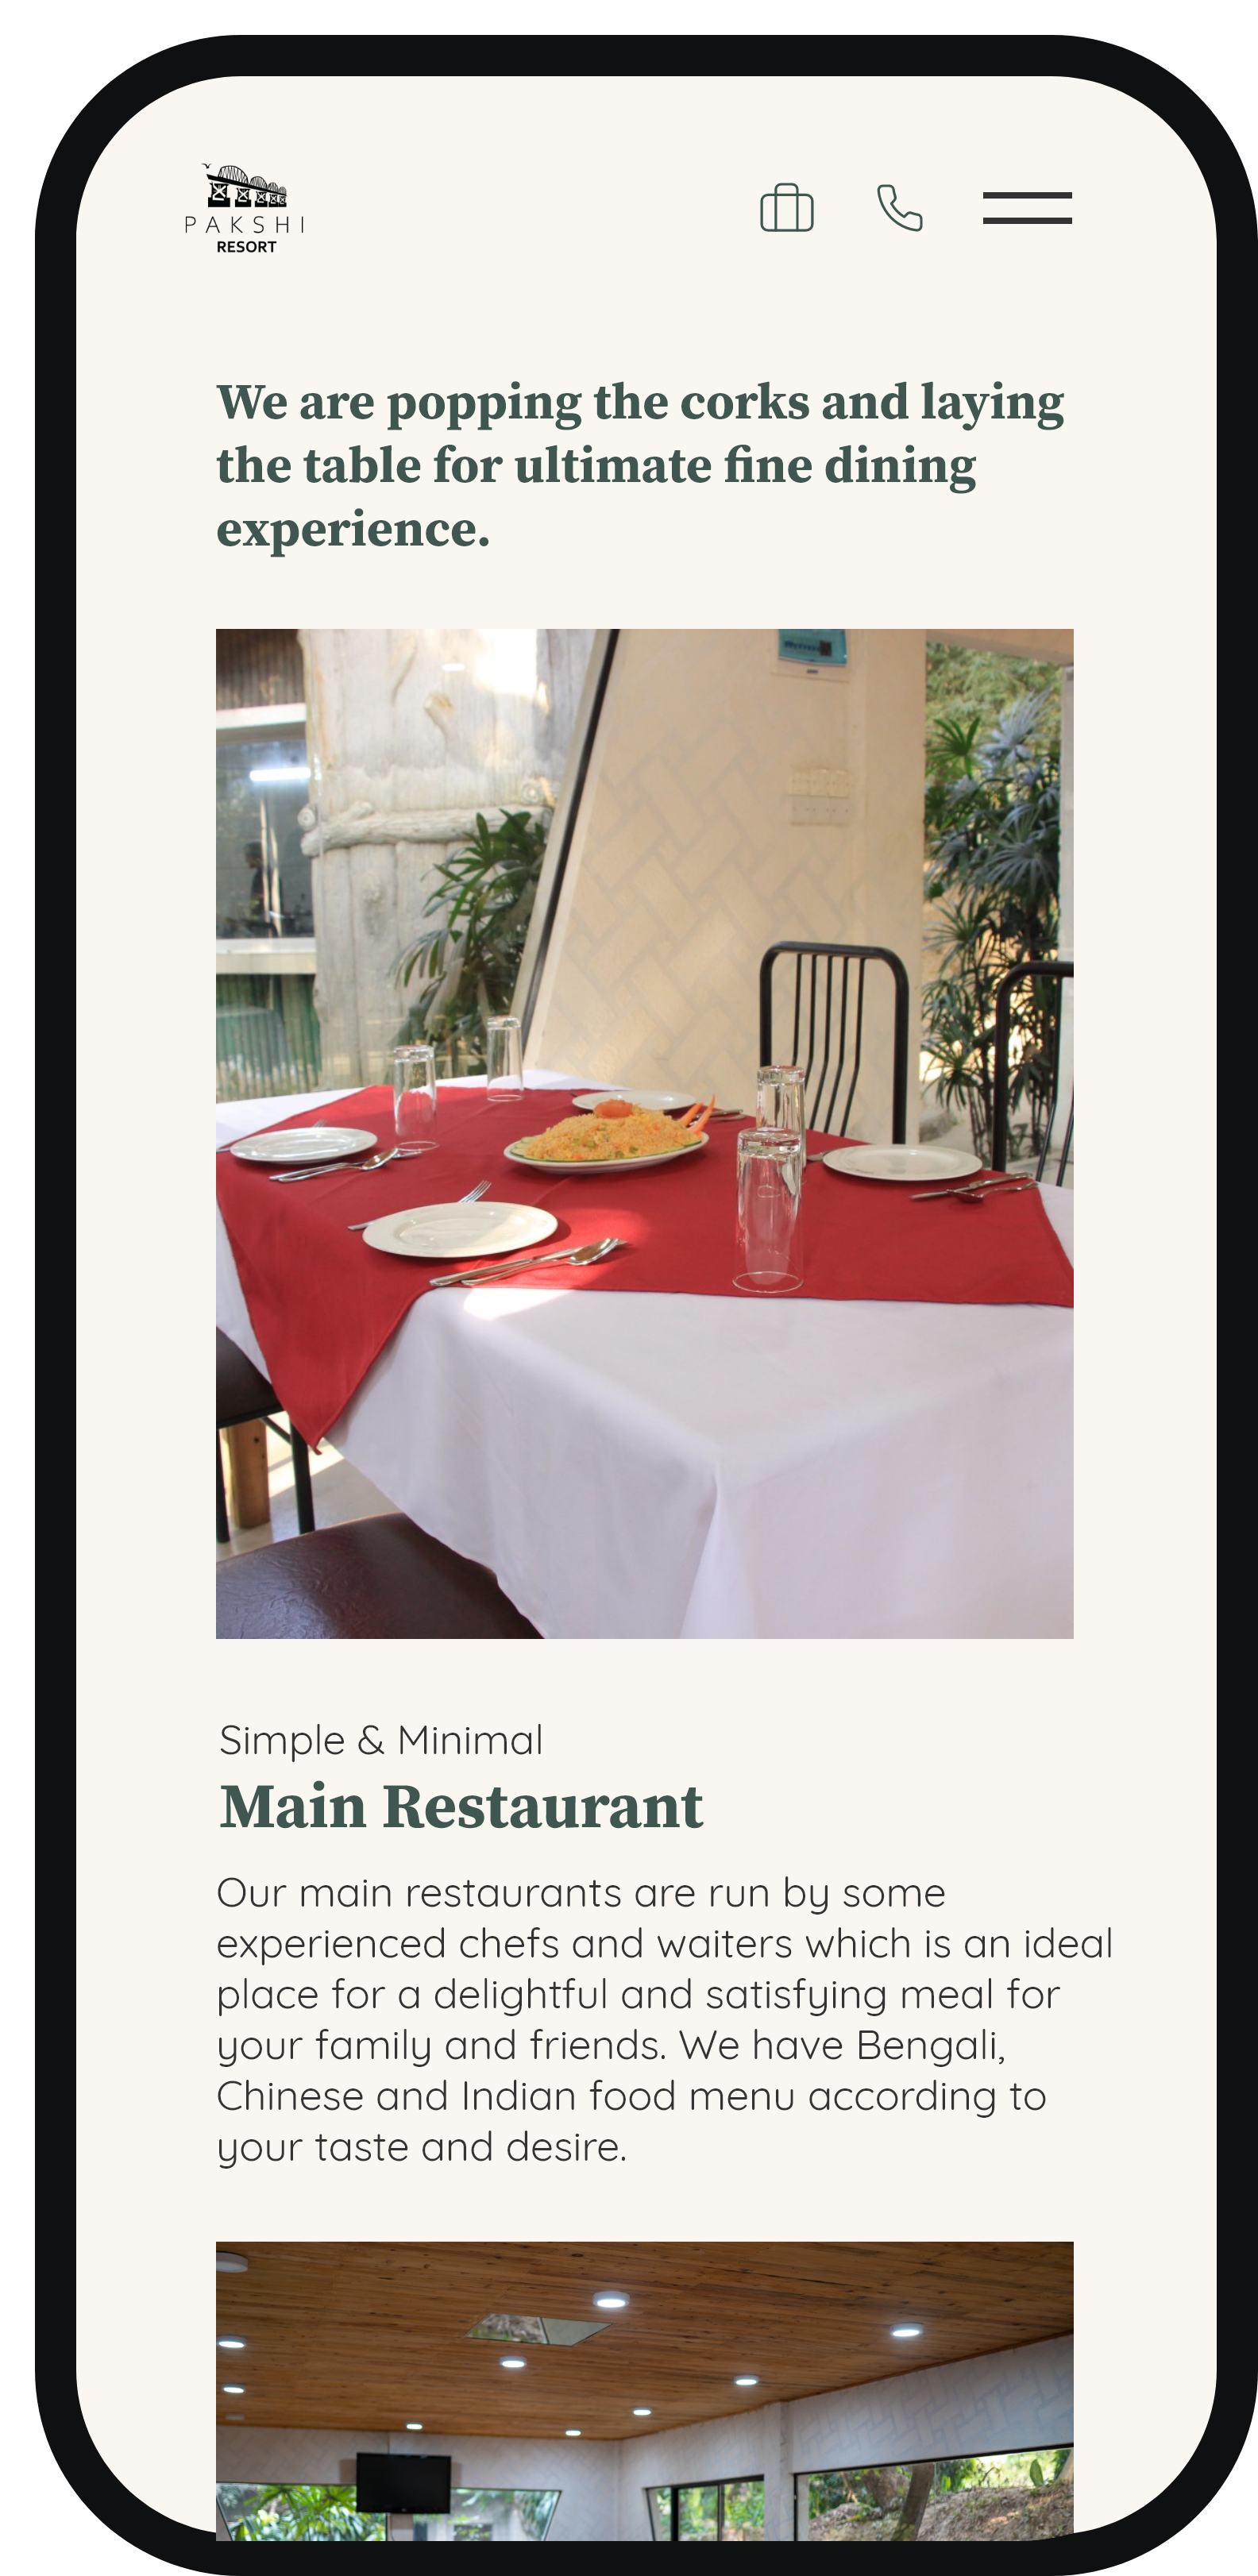 PAKSHI
RESORT
We are popping the corks and laying
the table for ultimate fine dining
experience.
Simple & Minimal
Main Restaurant
Our main restaurants are run by some
experienced chefs and waiters which is an ideal
place for a delightful and satisfying meal for
your family and friends. We have Bengali,
Chinese and Indian food menu according to
your taste and desire.